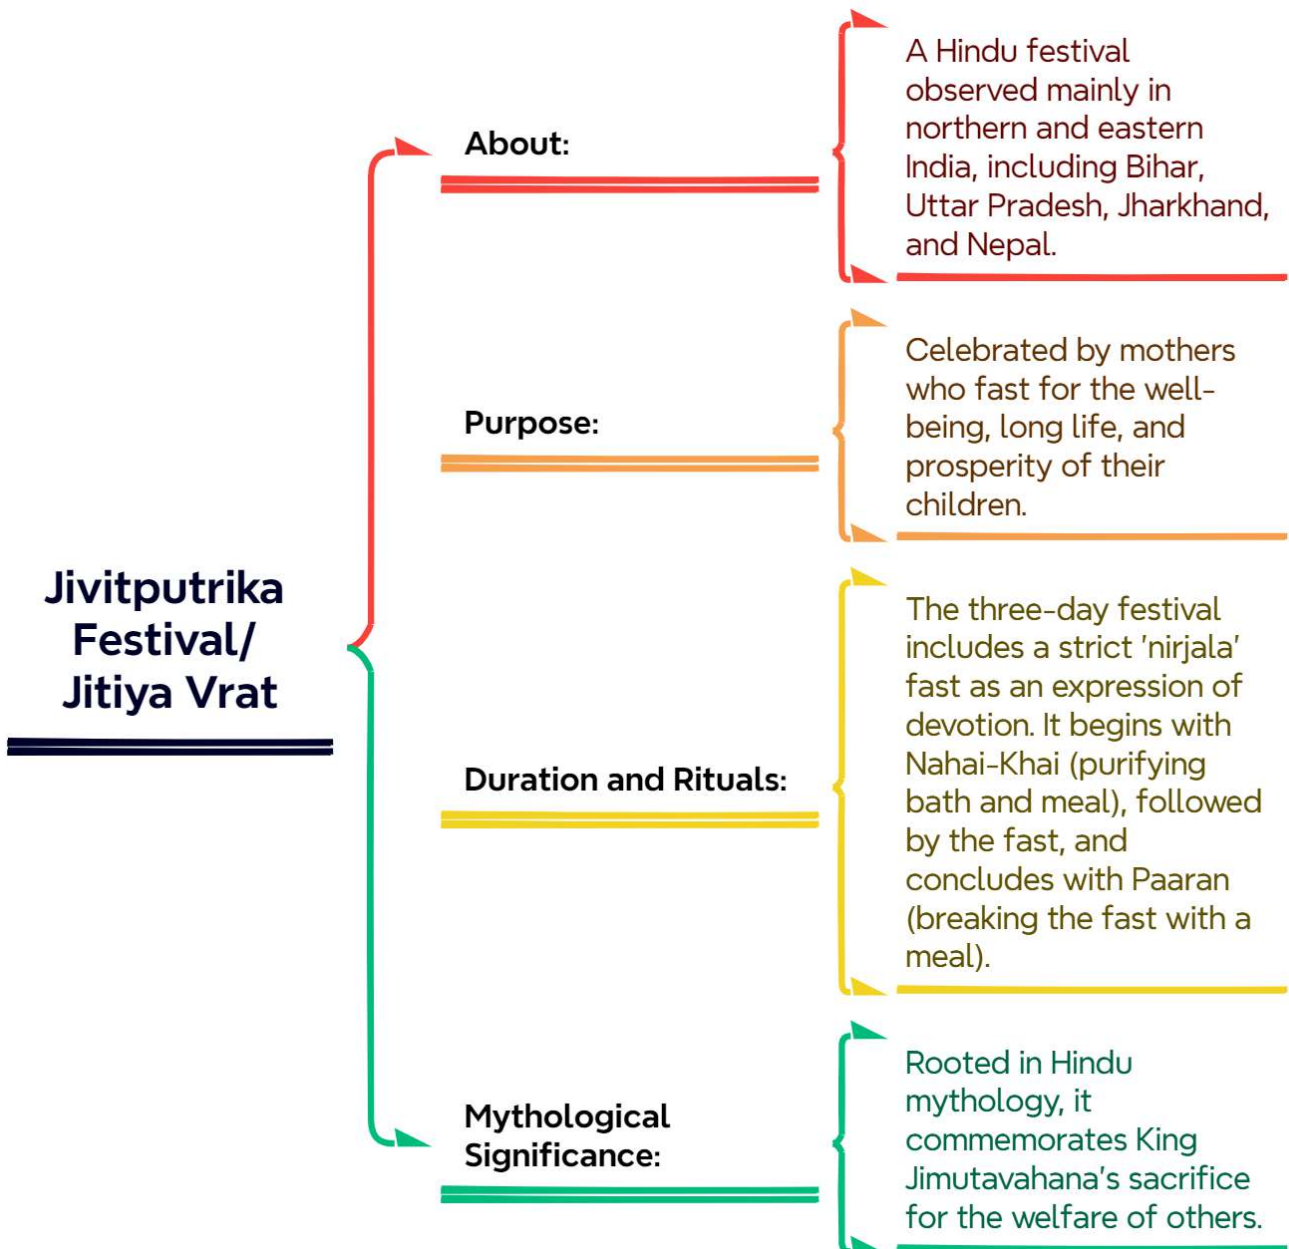 Jivitputrika
Festival/
Jitiya Vrat
About:
A Hindu festival
observed mainly in
northern and eastern
India, including Bihar,
Uttar Pradesh, Jharkhand,
and Nepal.
Purpose:
Celebrated by mothers
who fast for the well-
being, long life, and
prosperity of their
children.
Duration and Rituals:
The three-day festival
includes a strict 'nirjala'
fast as an expression of
devotion. It begins with
Nahai-Khai (purifying
bath and meal), followed
by the fast, and
concludes with Paaran
(breaking the fast with a
meal).
Mythological
Significance:
Rooted in Hindu
mythology, it
commemorates King
Jimutavahana's sacrifice
for the welfare of others.